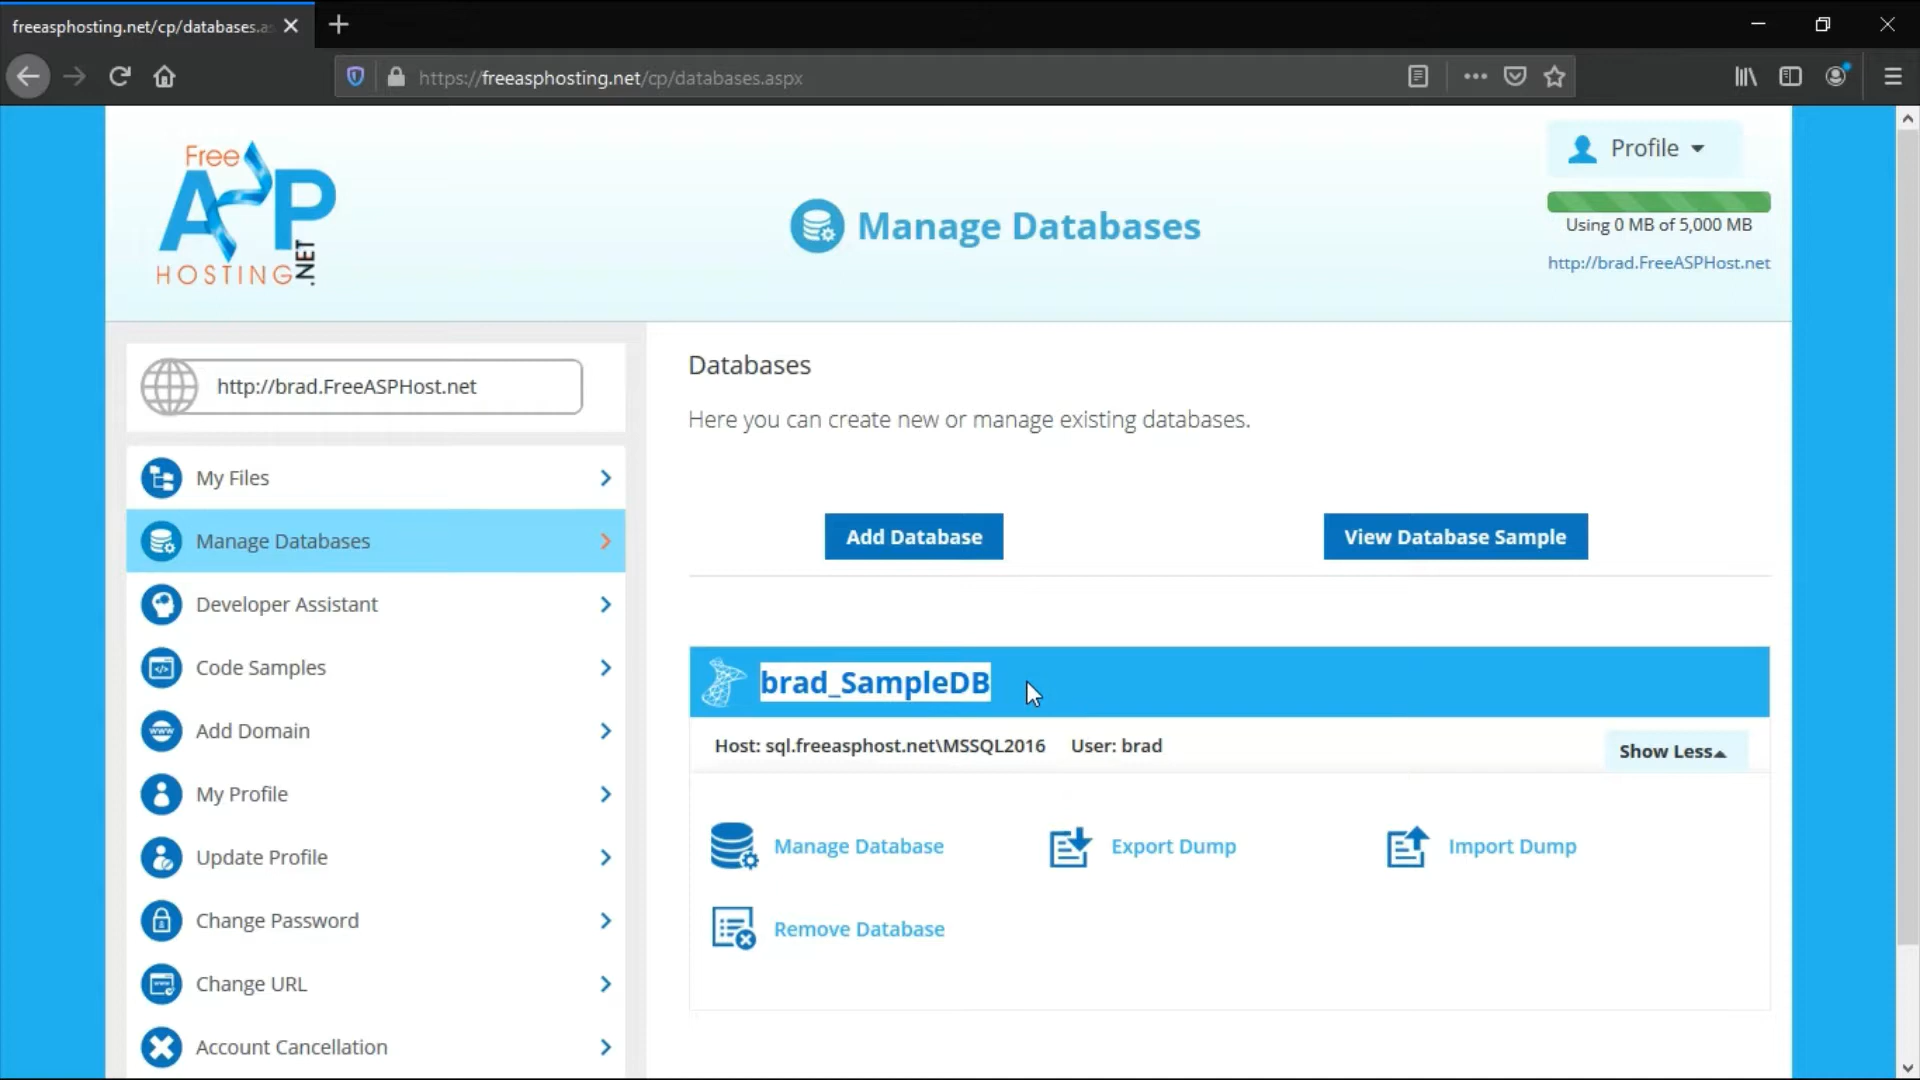 freeasphosting.net/cp/databases.as
https://freeasphosting.net/cp/databases.aspx
Free
ASP
HOSTING.NET
Manage Databases
Profile
Using 0 MB of 5,000 MB
http://brad.FreeASPHost.net
http://brad.FreeASPHost.net
My Files
Manage Databases
Developer Assistant
Code Samples
Add Domain
My Profile
Update Profile
Change Password
Change URL
Account Cancellation
Databases
Here you can create new or manage existing databases.
Add Database
View Database Sample
brad_SampleDB
Host: sql.freeasphost.net\MSSQL2016 User: brad
Show Less
Manage Database
Export Dump
Import Dump
Remove Database